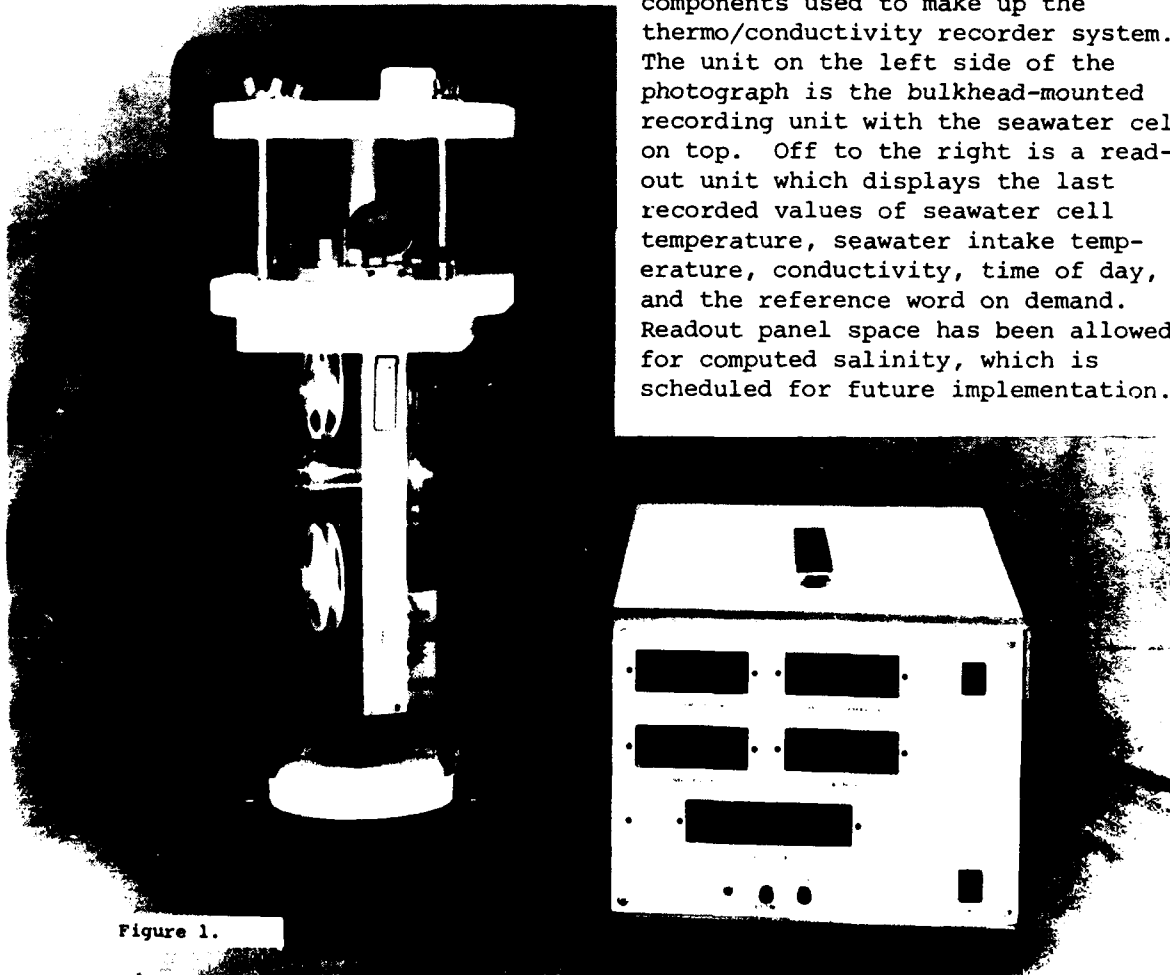 components used to make up the
thermo/conductivity recorder system.
The unit on the left side of the
photograph is the bulkhead-mounted
recording unit with the seawater cel
on top. Off to the right is a read-
out unit which displays the last
recorded values of seawater cell
temperature, seawater intake temp-
erature, conductivity, time of day,
and the reference word on demand.
Readout panel space has been allowed
for computed salinity, which is
scheduled for future implementation.
Figure 1.